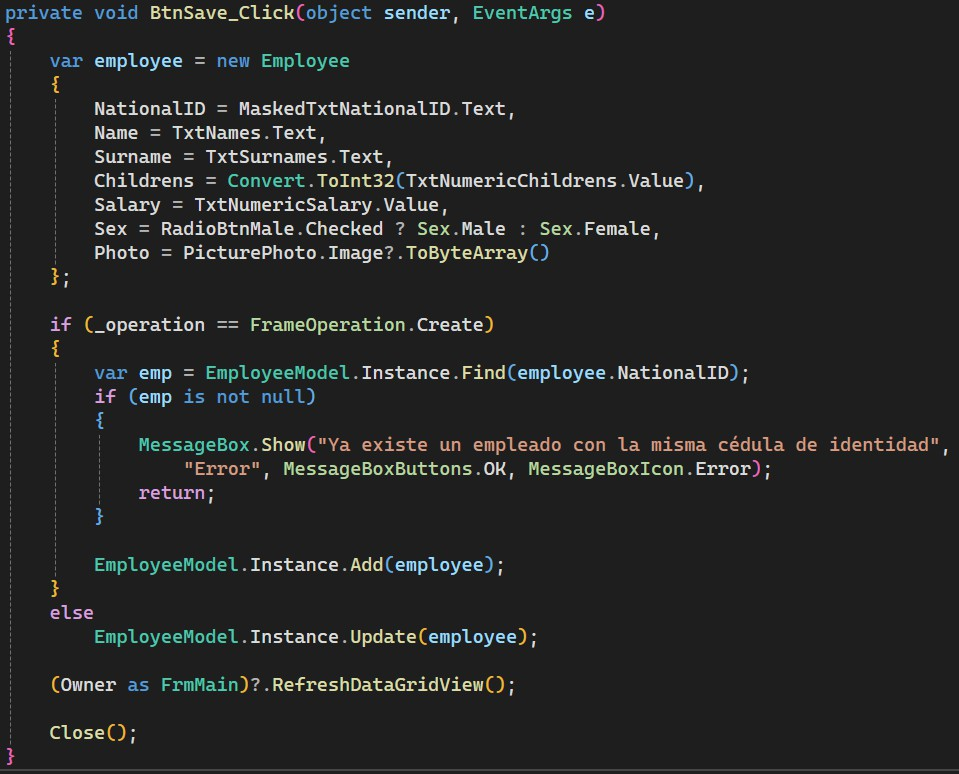 private void BtnSave_Click(object sender, EventArgs e)
{
    var employee = new Employee
    {
        NationalID = MaskedTxtNationalID.Text,
        Name = TxtNames.Text,
        Surname = TxtSurnames.Text,
        Childrens = Convert.ToInt32(TxtNumericChildrens.Value),
        Salary = TxtNumericSalary.Value,
        Sex = RadioBtnMale.Checked ? Sex.Male : Sex.Female,
        Photo = PicturePhoto.Image?.ToByteArray()
    };

    if (_operation == FrameOperation.Create)
    {
        var emp = EmployeeModel.Instance.Find(employee.NationalID);
        if (emp is not null)
        {
            MessageBox.Show("Ya existe un empleado con la misma cédula de identidad",
                "Error", MessageBoxButtons.OK, MessageBoxIcon.Error);
            return;
        }

        EmployeeModel.Instance.Add(employee);
    }
    else
        EmployeeModel.Instance.Update(employee);

    (Owner as FrmMain)?.RefreshDataGridView();

    Close();
}